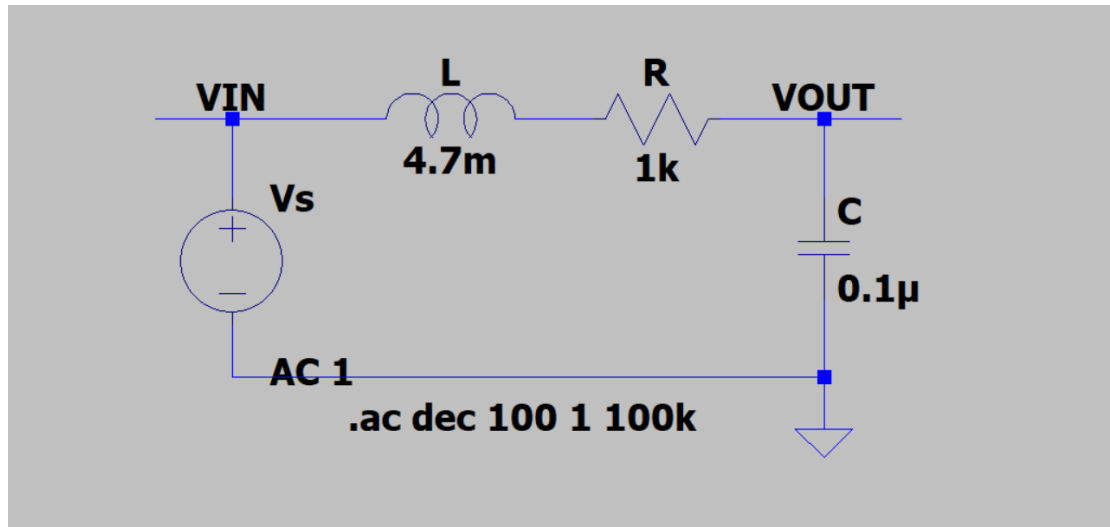 L
R
VIN
VOUT
4.7m
1k
Vs
C
+
0.1µ
AC 1
.ac dec 100 1 100k